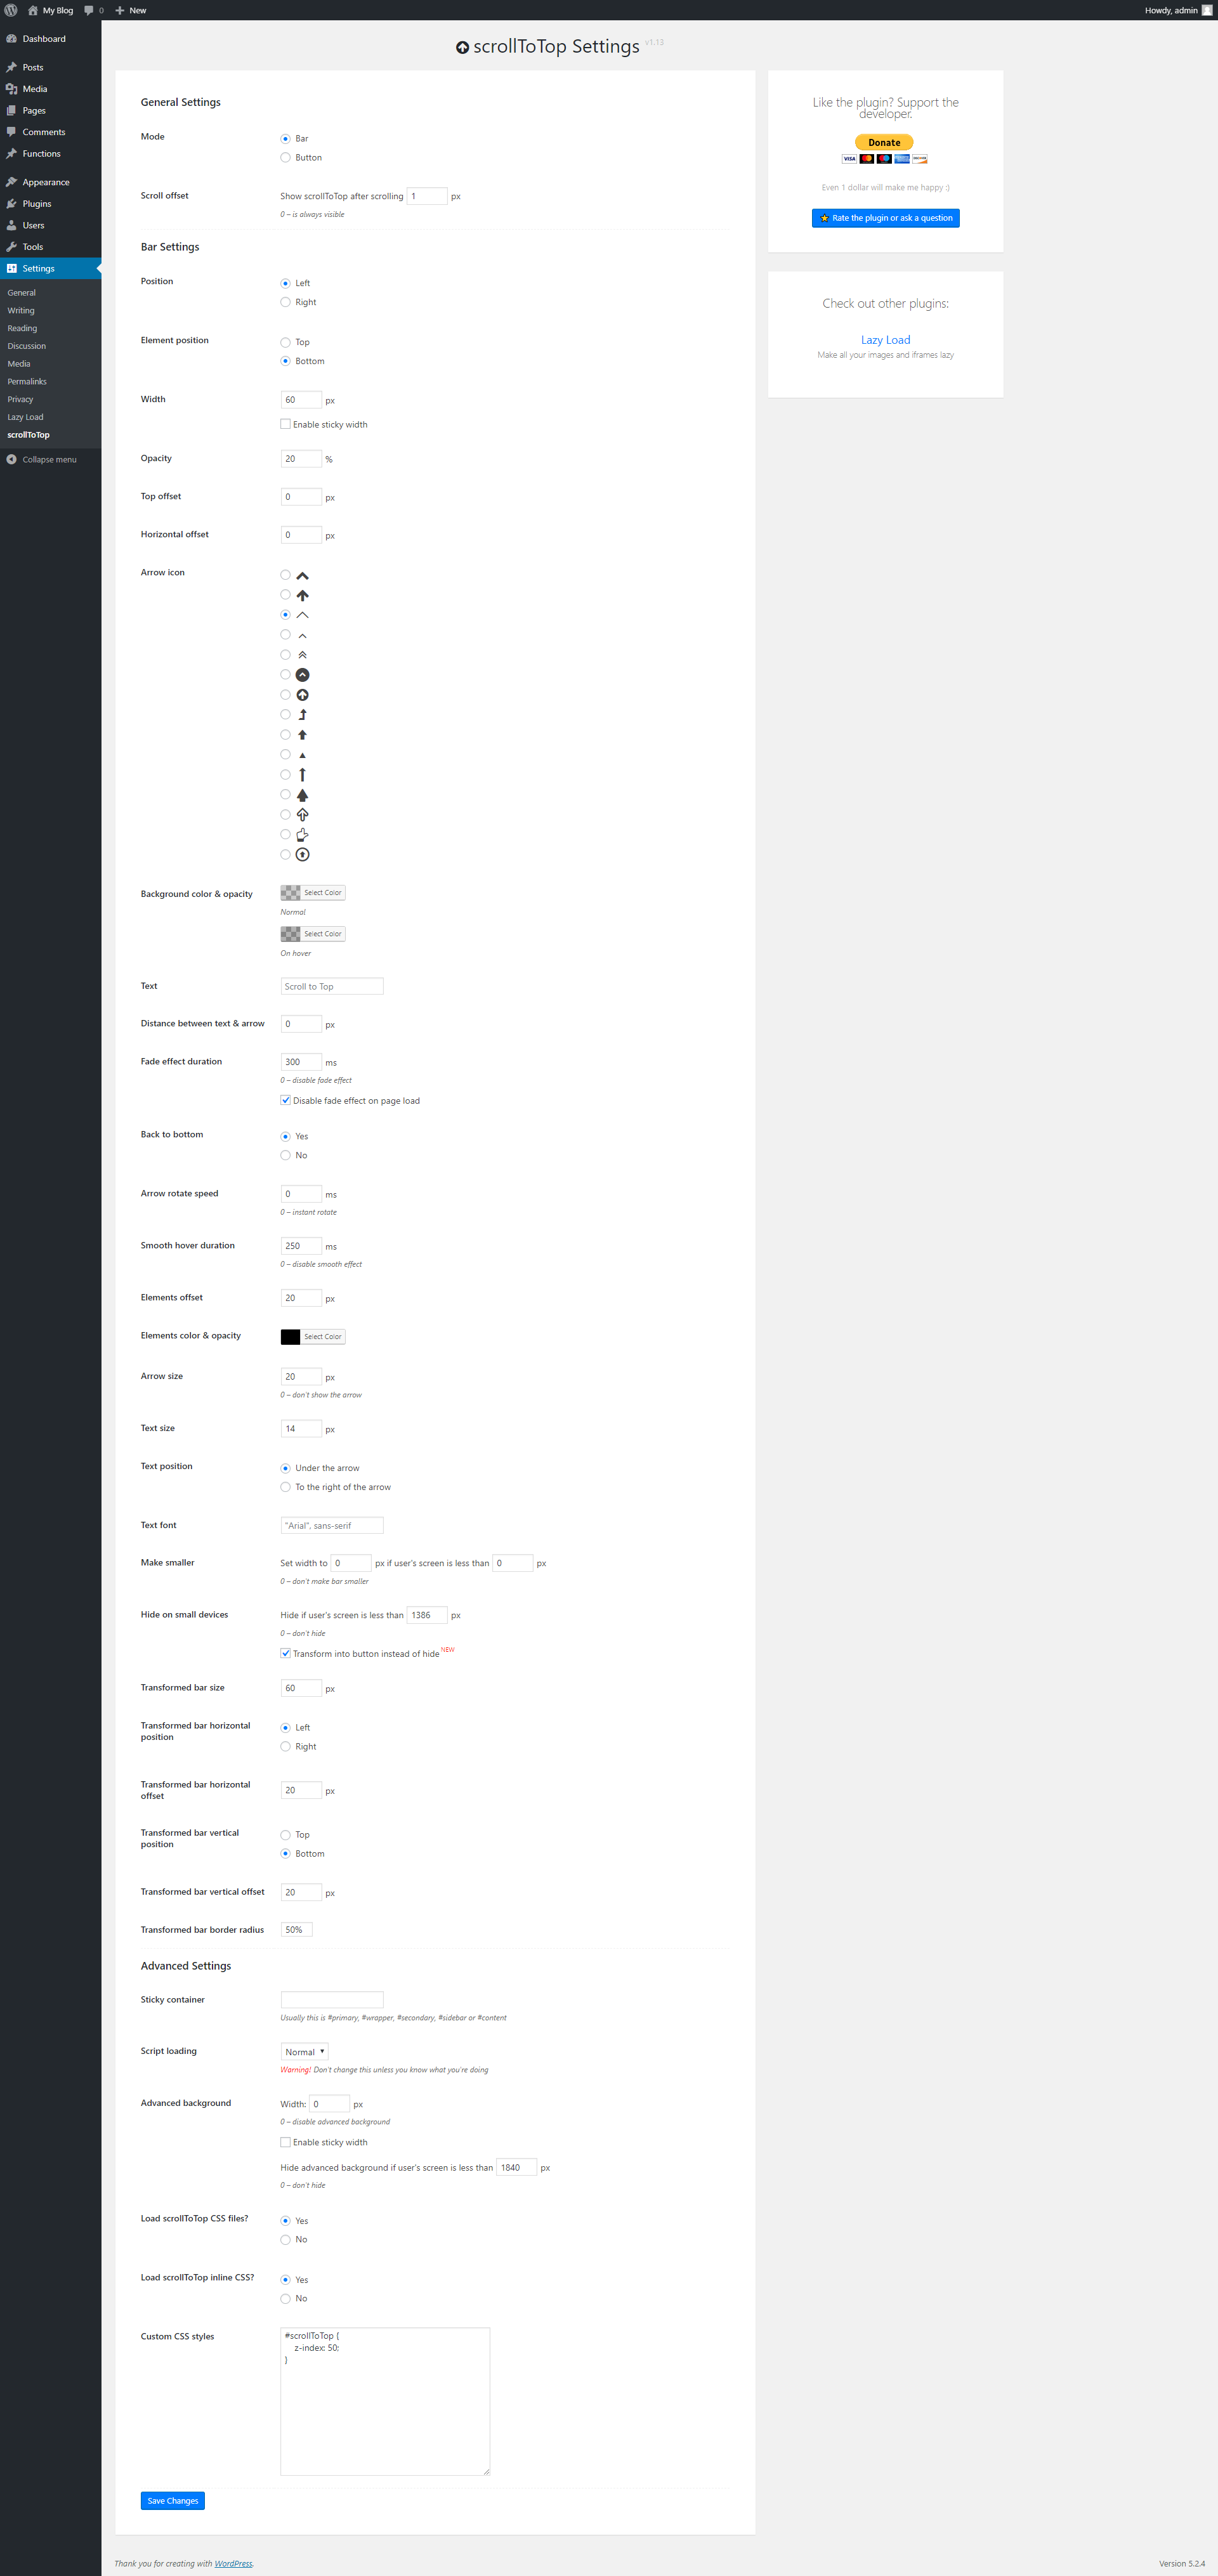 My Blog 0 New Howdy, admin
Dashboard
Posts
Media
Pages
Comments
Functions
Appearance
Plugins
Users
Tools
Settings
General
Writing
Reading
Discussion
Media
Permalinks
Privacy
Lazy Load
scrollToTop
Collapse menu
scrollToTop Settings v1.13
General Settings
Mode
Bar
Button
Scroll offset
Show scrollToTop after scrolling 1 px
0 – is always visible
Bar Settings
Position
Left
Right
Element position
Top
Bottom
Width
60 px
Enable sticky width
Opacity
20 %
Top offset
0 px
Horizontal offset
0 px
Arrow icon
Background color & opacity
Select Color
Normal
Select Color
On hover
Text
Scroll to Top
Distance between text & arrow
0 px
Fade effect duration
300 ms
0 – disable fade effect
Disable fade effect on page load
Back to bottom
Yes
No
Arrow rotate speed
0 ms
0 – instant rotate
Smooth hover duration
250 ms
0 – disable smooth effect
Elements offset
20 px
Elements color & opacity
Select Color
Arrow size
20 px
0 – don't show the arrow
Text size
14 px
Text position
Under the arrow
To the right of the arrow
Text font
"Arial", sans-serif
Make smaller
Set width to 0 px if user's screen is less than 0 px
0 – don't make bar smaller
Hide on small devices
Hide if user's screen is less than 1386 px
0 – don't hide
Transform into button instead of hide NEW
Transformed bar size
60 px
Transformed bar horizontal
position
Left
Right
Transformed bar horizontal
offset
20 px
Transformed bar vertical
position
Top
Bottom
Transformed bar vertical offset
20 px
Transformed bar border radius
50%
Advanced Settings
Sticky container
Usually this is #primary, #wrapper, #secondary, #sidebar or #content
Script loading
Normal
Warning! Don't change this unless you know what you're doing
Advanced background
Width: 0 px
0 – disable advanced background
Enable sticky width
Hide advanced background if user's screen is less than 1840 px
0 – don't hide
Load scrollToTop CSS files?
Yes
No
Load scrollToTop inline CSS?
Yes
No
Custom CSS styles
#scrollToTop {
z-index: 50;
}
Save Changes
Like the plugin? Support the
developer.
Donate
VISA
Even 1 dollar will make me happy :)
Rate the plugin or ask a question
Check out other plugins:
Lazy Load
Make all your images and iframes lazy
Thank you for creating with WordPress.
Version 5.2.4